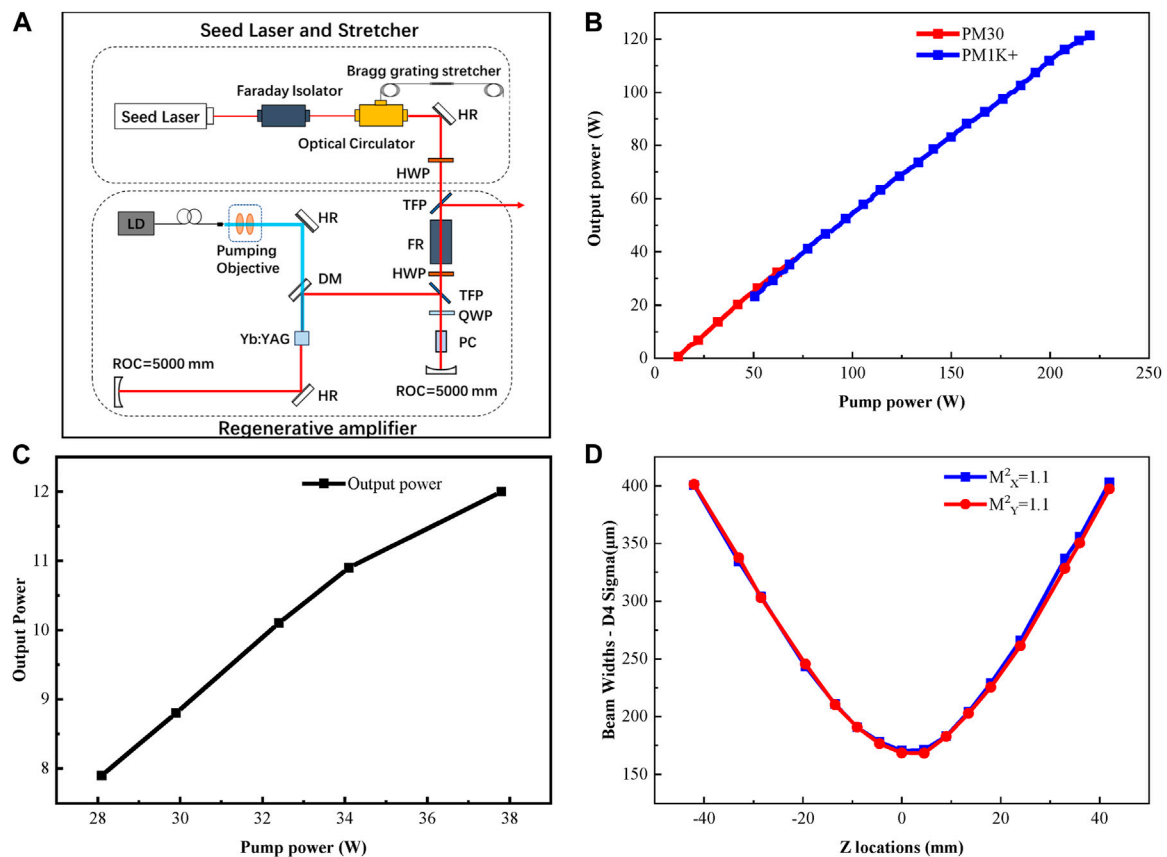 A
Seed Laser and Stretcher
Bragg grating stretcher
Faraday Isolator
Seed Laser
HR
Optical Circulator
HWP
TFP
HR
LD
FR
Pumping
Objective
HWP
DM
TFP
QWP
Yb:YAG
PC
ROC=5000 mm
ROC=5000 mm
HR
Regenerative amplifier
B
PM30
PM1K+
Output power (W)
120
100
80
60
40
20
0
0 50 100 150 200 250
Pump power (W)
C
Output power
Output Power
12
11
10
9
8
28 30 32 34 36 38
Pump power (W)
D
M²X=1.1
M²Y=1.1
Beam Widths - D4 Sigma(μm)
400
350
300
250
200
150
-40 -20 0 20 40
Z locations (mm)